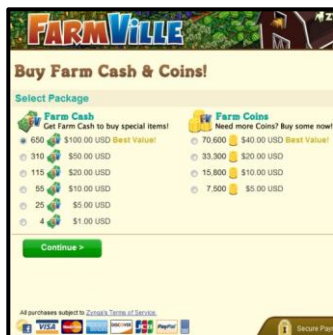 FARMVILLE
Buy Farm Cash & Coins!
Select Package
Farm Cash
Get Farm Cash to buy special items!
650 $100.00 USD Best Value!
310 $50.00 USD
115 $20.00 USD
55 $10.00 USD
25 $5.00 USD
4 $1.00 USD
Farm Coins
Need more Coins? Buy some now!
70,600 $40.00 USD Best Value!
33,300 $20.00 USD
15,800 $10.00 USD
7,500 $5.00 USD
Continue >
All purchases subject to Zynga's Terms of Service.
VISA DISCOVER JCB PayPal
Secure Pay